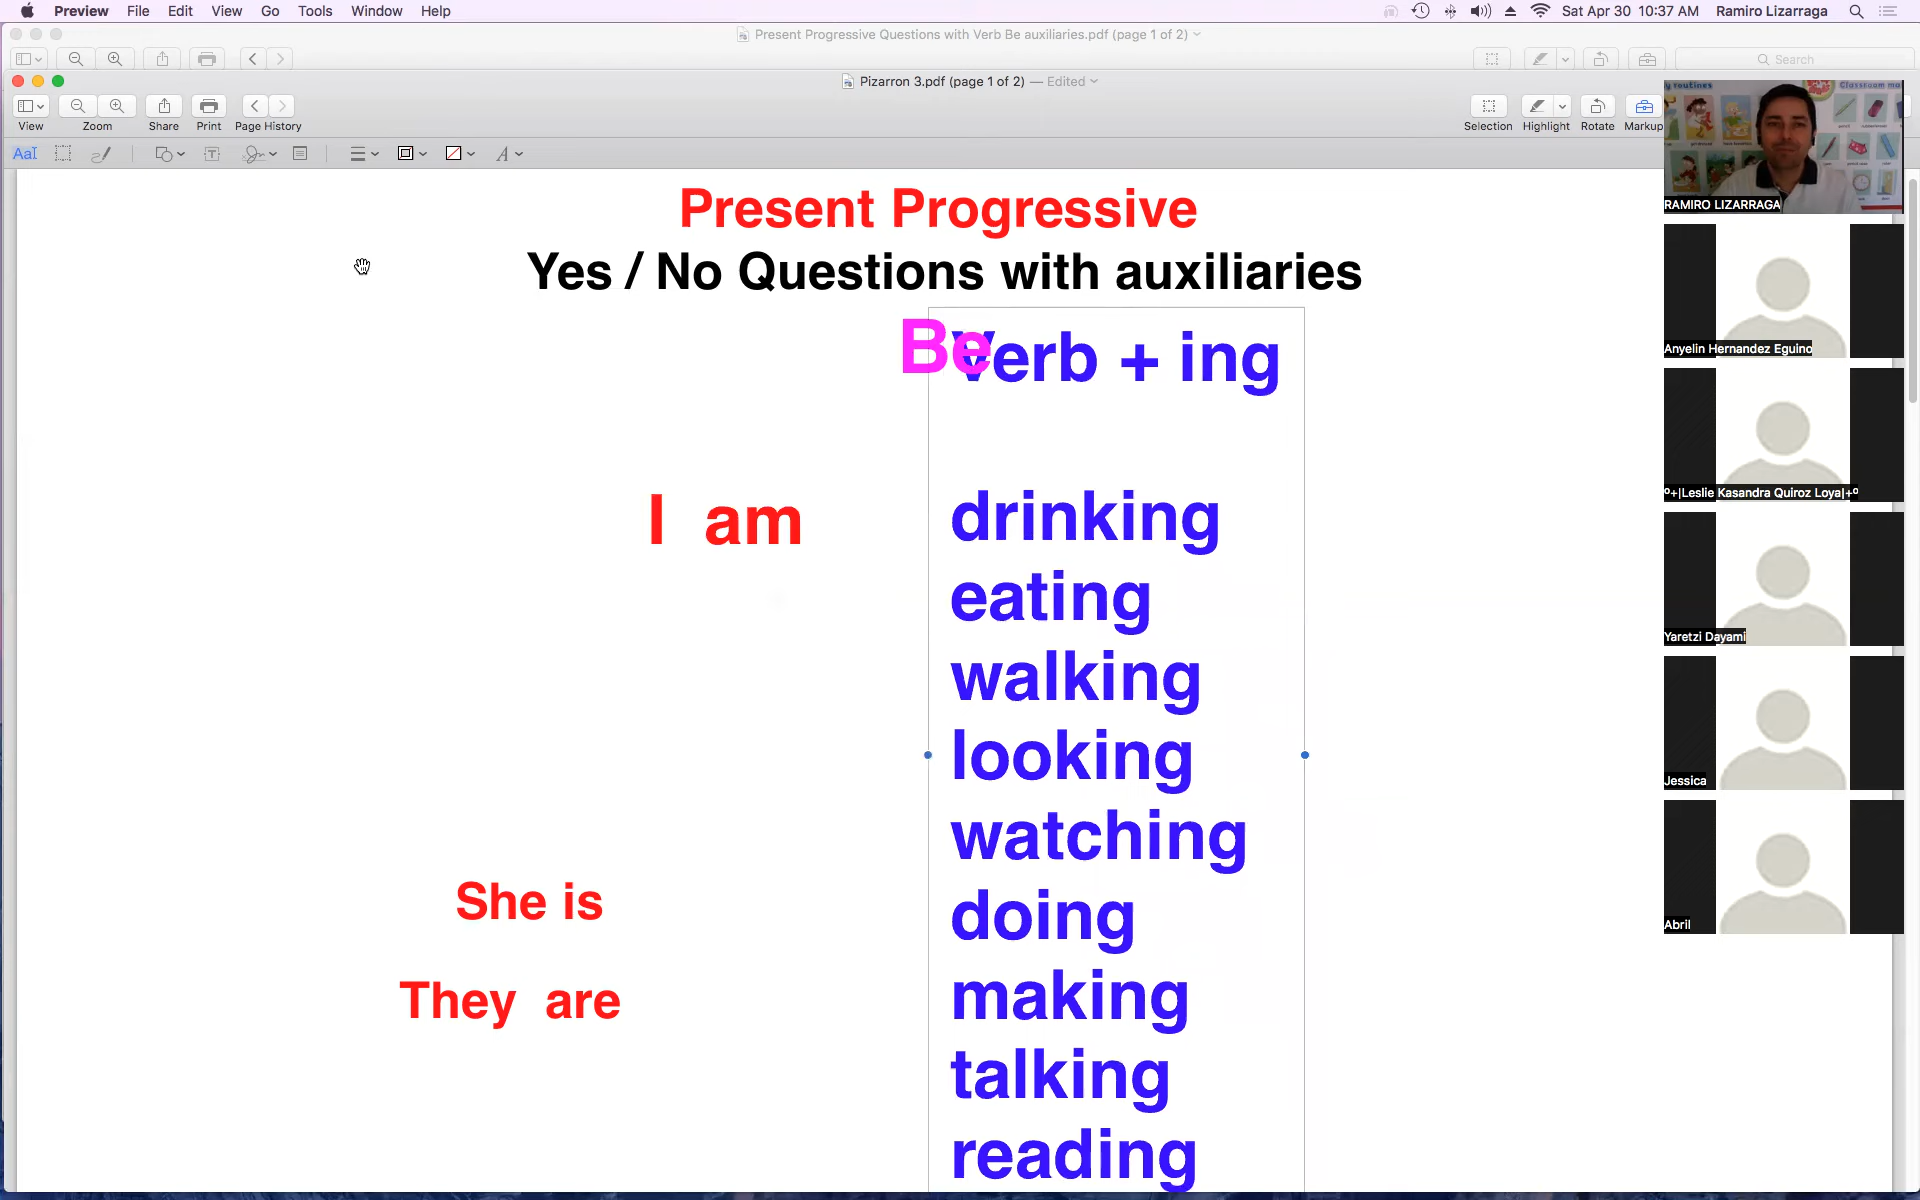 Preview File Edit View Go Tools Window Help Sat Apr 30 10:37 AM Ramiro Lizarraga
Present Progressive Questions with Verb Be auxiliaries.pdf (page 1 of 2)
Search
Pizarron 3.pdf (page 1 of 2) — Edited
View Zoom Share Print Page History Selection Highlight Rotate Markup
AaI T A
Present Progressive
Yes / No Questions with auxiliaries
Be
Verb + ing
I am
drinking
eating
walking
looking
watching
She is
doing
They are
making
talking
reading
RAMIRO LIZARRAGA
Anyelin Hernandez Eguino
º+|Leslie Kasandra Quiroz Loya|+º
Yaretzi Dayami
Jessica
Abril